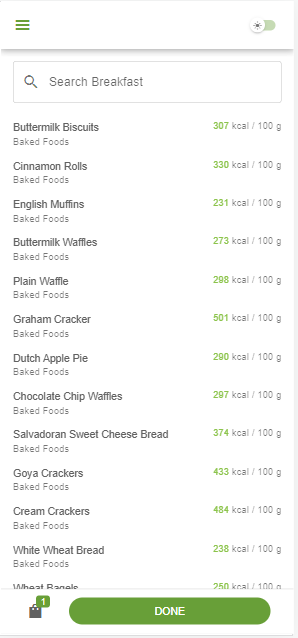 Search Breakfast
Buttermilk Biscuits 307 kcal / 100 g
Baked Foods
Cinnamon Rolls 330 kcal / 100 g
Baked Foods
English Muffins 231 kcal / 100 g
Baked Foods
Buttermilk Waffles 273 kcal / 100 g
Baked Foods
Plain Waffle 298 kcal / 100 g
Baked Foods
Graham Cracker 501 kcal / 100 g
Baked Foods
Dutch Apple Pie 290 kcal / 100 g
Baked Foods
Chocolate Chip Waffles 297 kcal / 100 g
Baked Foods
Salvadoran Sweet Cheese Bread 374 kcal / 100 g
Baked Foods
Goya Crackers 433 kcal / 100 g
Baked Foods
Cream Crackers 484 kcal / 100 g
Baked Foods
White Wheat Bread 238 kcal / 100 g
Baked Foods
Wheat Bagels 250 kcal / 100 g
1
DONE